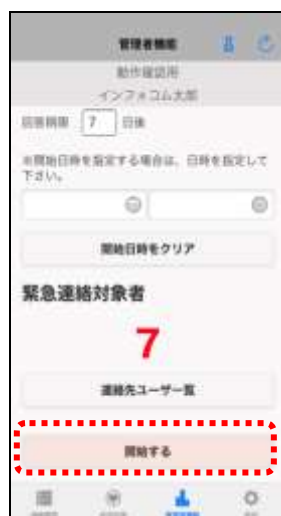 管理者機能
動作確認用
インフォコム太郎
回答期限 7 日後
※開始日時を指定する場合は、日時を指定して
下さい。
開始日時をクリア
緊急連絡対象者
7
連絡先ユーザー一覧
開始する